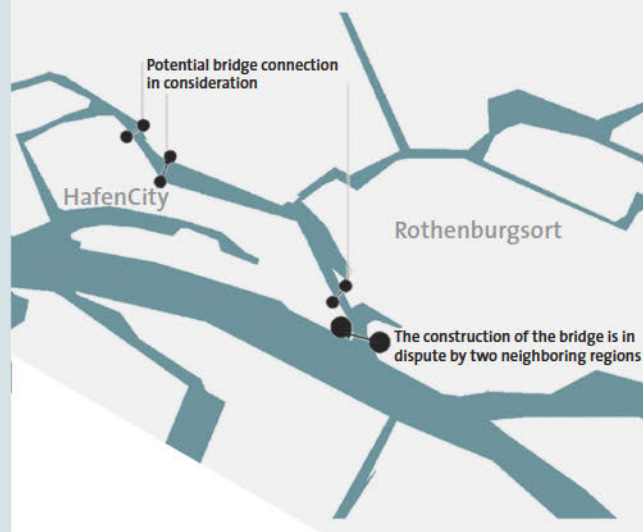 Potential bridge connection
in consideration
HafenCity
Rothenburgsort
The construction of the bridge is in
dispute by two neighboring regions